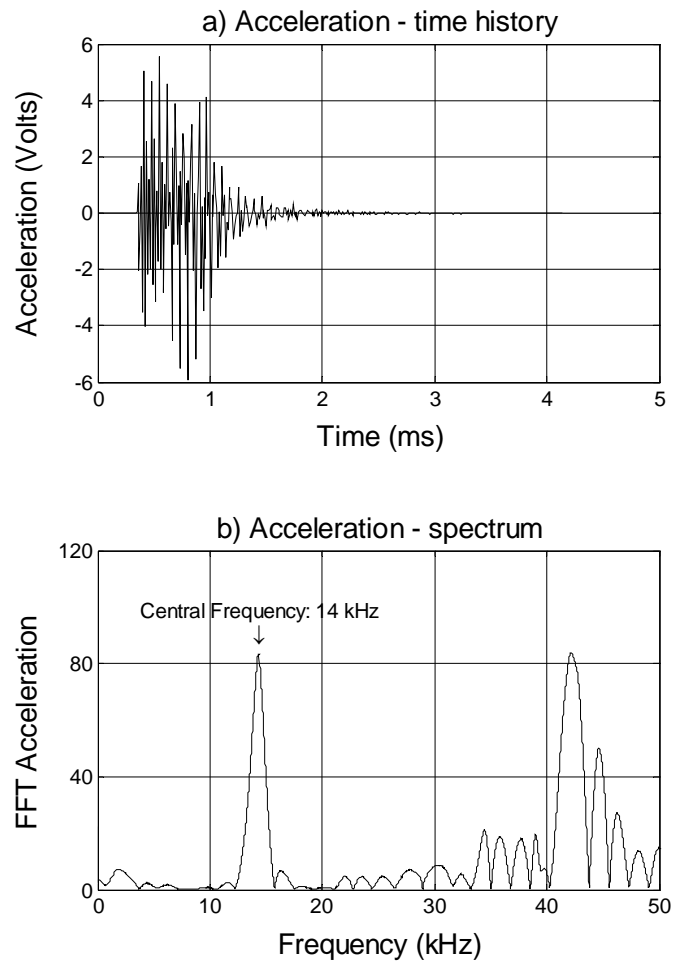 a) Acceleration - time history
Acceleration (Volts)
6
4
2
0
-2
-4
-6
0 1 2 3 4 5
Time (ms)
b) Acceleration - spectrum
FFT Acceleration
120
80
40
0
Central Frequency: 14 kHz
0 10 20 30 40 50
Frequency (kHz)